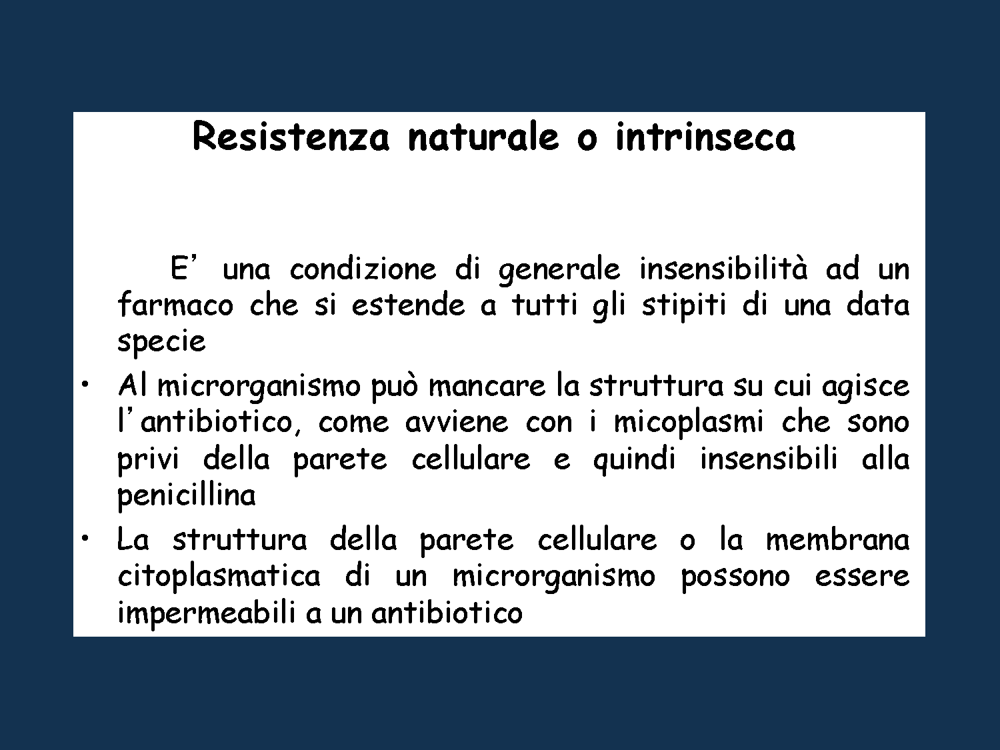 Resistenza naturale o intrinseca
E’ una condizione di generale insensibilità ad un
farmaco che si estende a tutti gli stipiti di una data
specie
• Al microrganismo può mancare la struttura su cui agisce
l’antibiotico, come avviene con i micoplasmi che sono
privi della parete cellulare e quindi insensibili alla
penicillina
• La struttura della parete cellulare o la membrana
citoplasmatica di un microrganismo possono essere
impermeabili a un antibiotico